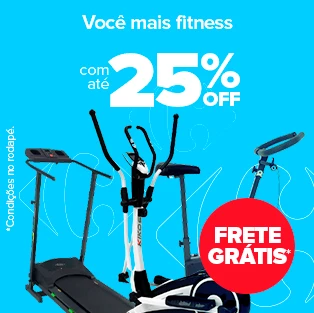 Você mais fitness
com
até
25%
OFF
*Condições no rodapé.
FRETE
GRÁTIS*